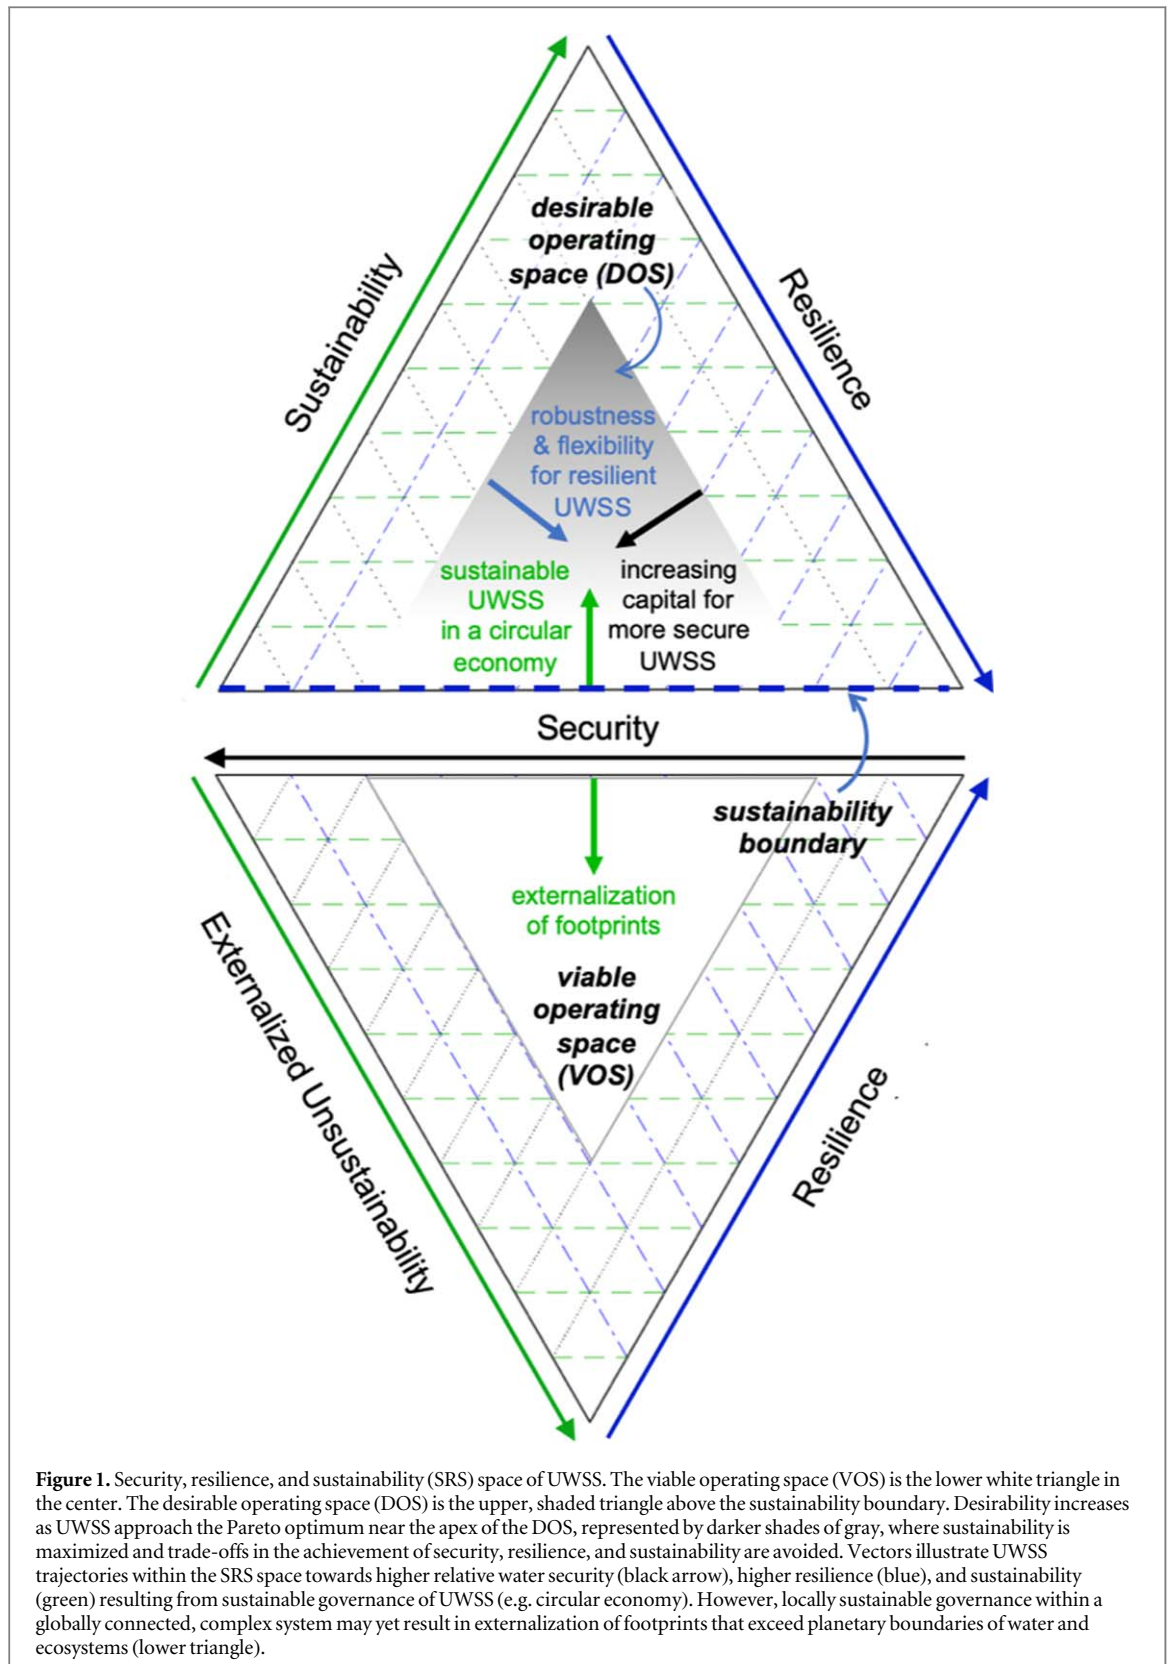 desirable
operating
space (DOS)
Sustainability
Resilience
robustness
& flexibility
for resilient
UWSS
sustainable
UWSS
in a circular
economy
increasing
capital for
more secure
UWSS
Security
sustainability
boundary
externalization
of footprints
viable
operating
space
(VOS)
Externalized Unsustainability
Resilience
Figure 1. Security, resilience, and sustainability (SRS) space of UWSS. The viable operating space (VOS) is the lower white triangle in
the center. The desirable operating space (DOS) is the upper, shaded triangle above the sustainability boundary. Desirability increases
as UWSS approach the Pareto optimum near the apex of the DOS, represented by darker shades of gray, where sustainability is
maximized and trade-offs in the achievement of security, resilience, and sustainability are avoided. Vectors illustrate UWSS
trajectories within the SRS space towards higher relative water security (black arrow), higher resilience (blue), and sustainability
(green) resulting from sustainable governance of UWSS (e.g. circular economy). However, locally sustainable governance within a
globally connected, complex system may yet result in externalization of footprints that exceed planetary boundaries of water and
ecosystems (lower triangle).